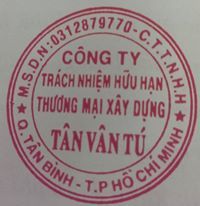 M.S.D.N:0312879770-C.T.T.N.H.H
CÔNG TY
TRÁCH NHIỆM HỮU HẠN
THƯƠNG MẠI XÂY DỰNG
TÂN VÂN TÚ
Q.TÂN BÌNH - T.P HỒ CHÍ MINH